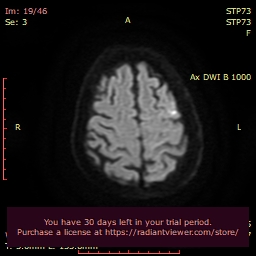 Im: 19/46
STP73
Se: 3
STP73
F
A
Ax DWI B 1000
R
L
You have 30 days left in your trial period.
Purchase a license at https://radiantviewer.com/store/